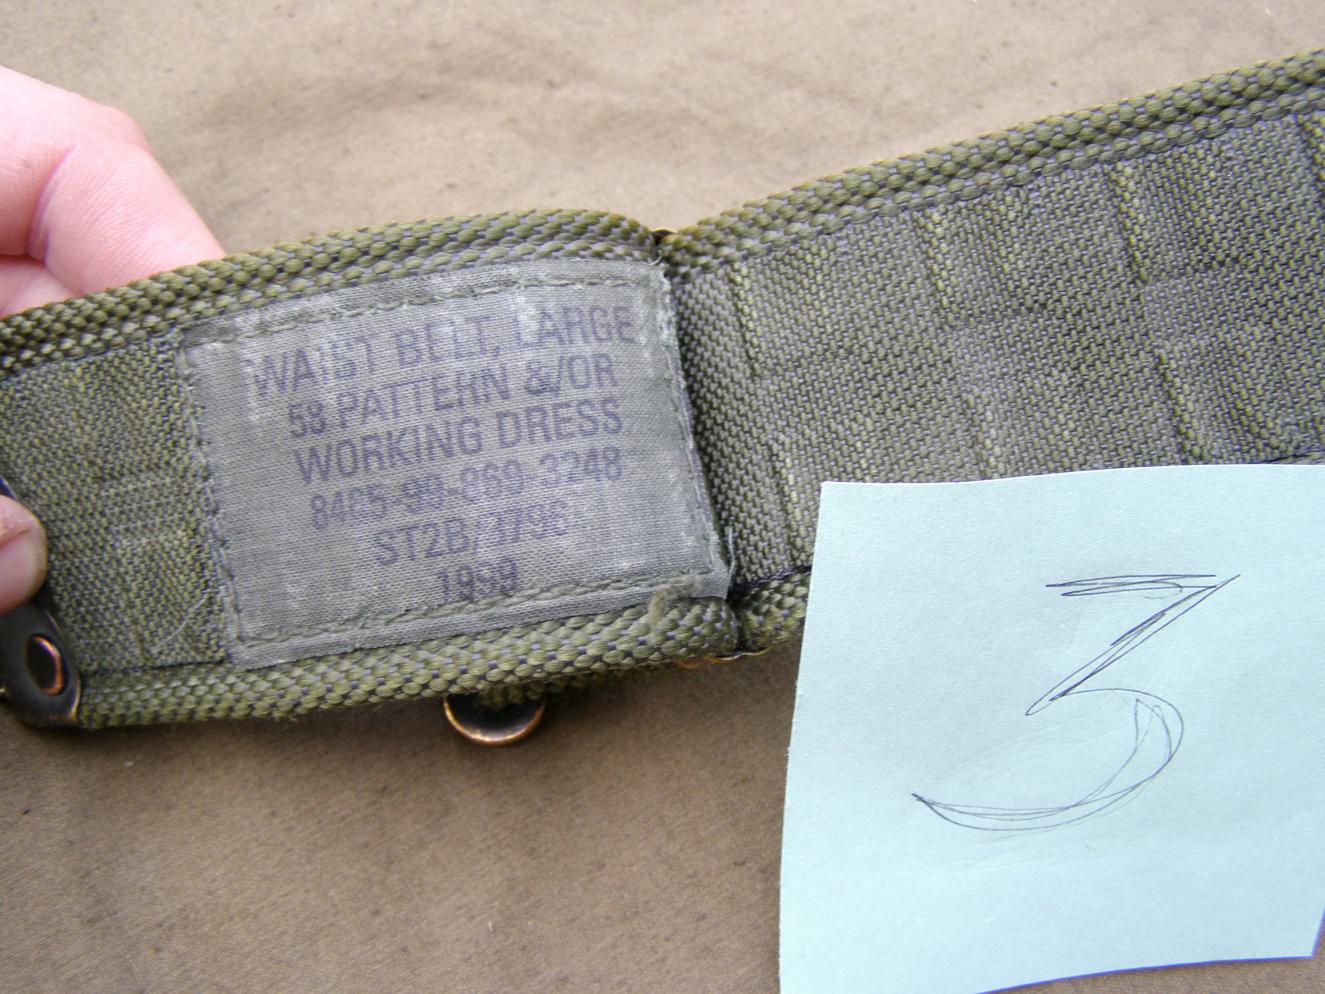 WAIST BELT, LARGE
58 PATTERN &/OR
WORKING DRESS
8465-99-869-3248
ST2B/1796
1989
3